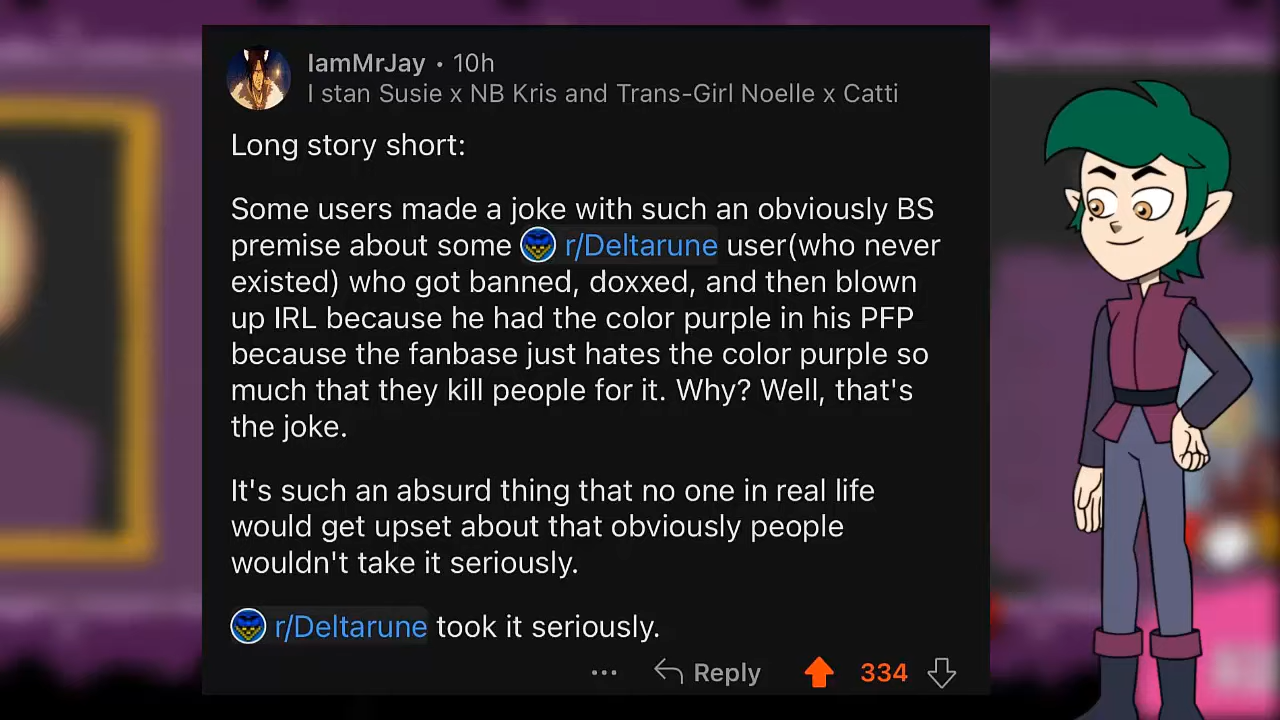 IamMrJay • 10h
I stan Susie x NB Kris and Trans-Girl Noelle x Catti
Long story short:
Some users made a joke with such an obviously BS
premise about some r/Deltarune user(who never
existed) who got banned, doxxed, and then blown
up IRL because he had the color purple in his PFP
because the fanbase just hates the color purple so
much that they kill people for it. Why? Well, that's
the joke.
It's such an absurd thing that no one in real life
would get upset about that obviously people
wouldn't take it seriously.
r/Deltarune took it seriously.
Reply 334